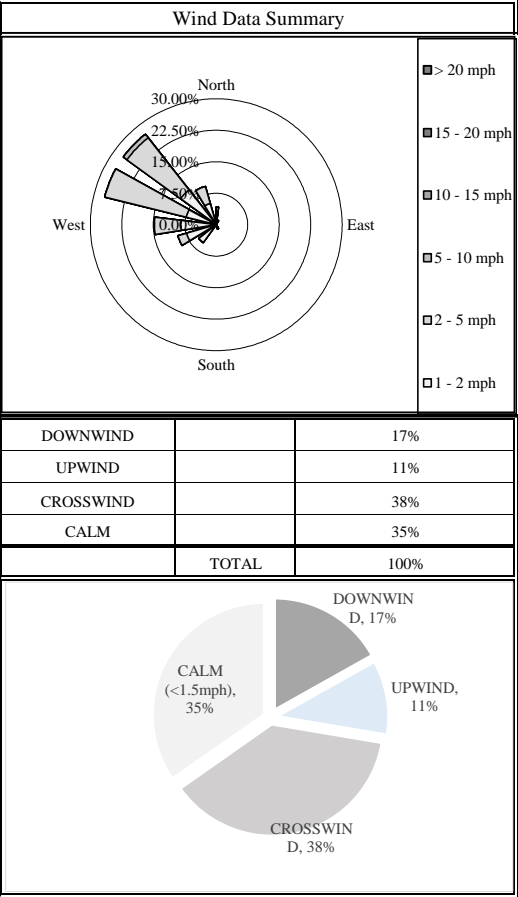 Wind Data Summary
North
30.00%
22.50%
15.00%
7.50%
0.00%
West
East
South
> 20 mph
15 - 20 mph
10 - 15 mph
5 - 10 mph
2 - 5 mph
1 - 2 mph
DOWNWIND 17%
UPWIND 11%
CROSSWIND 38%
CALM 35%
TOTAL 100%
DOWNWIN
D, 17%
UPWIND,
11%
CROSSWIN
D, 38%
CALM
(<1.5mph),
35%